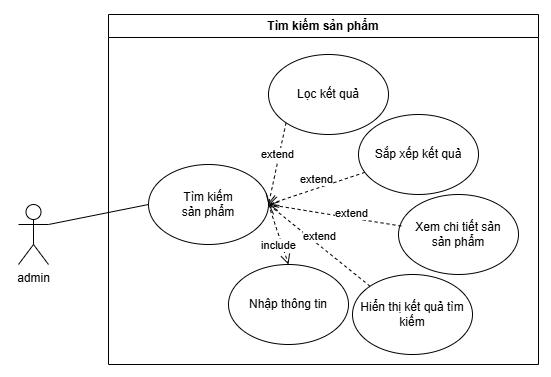 Tìm kiếm sản phẩm
Lọc kết quả
extend
Sắp xếp kết quả
extend
Tìm kiếm
sản phẩm
extend
Xem chi tiết sản
sản phẩm
extend
include
admin
Nhập thông tin
Hiển thị kết quả tìm
kiếm